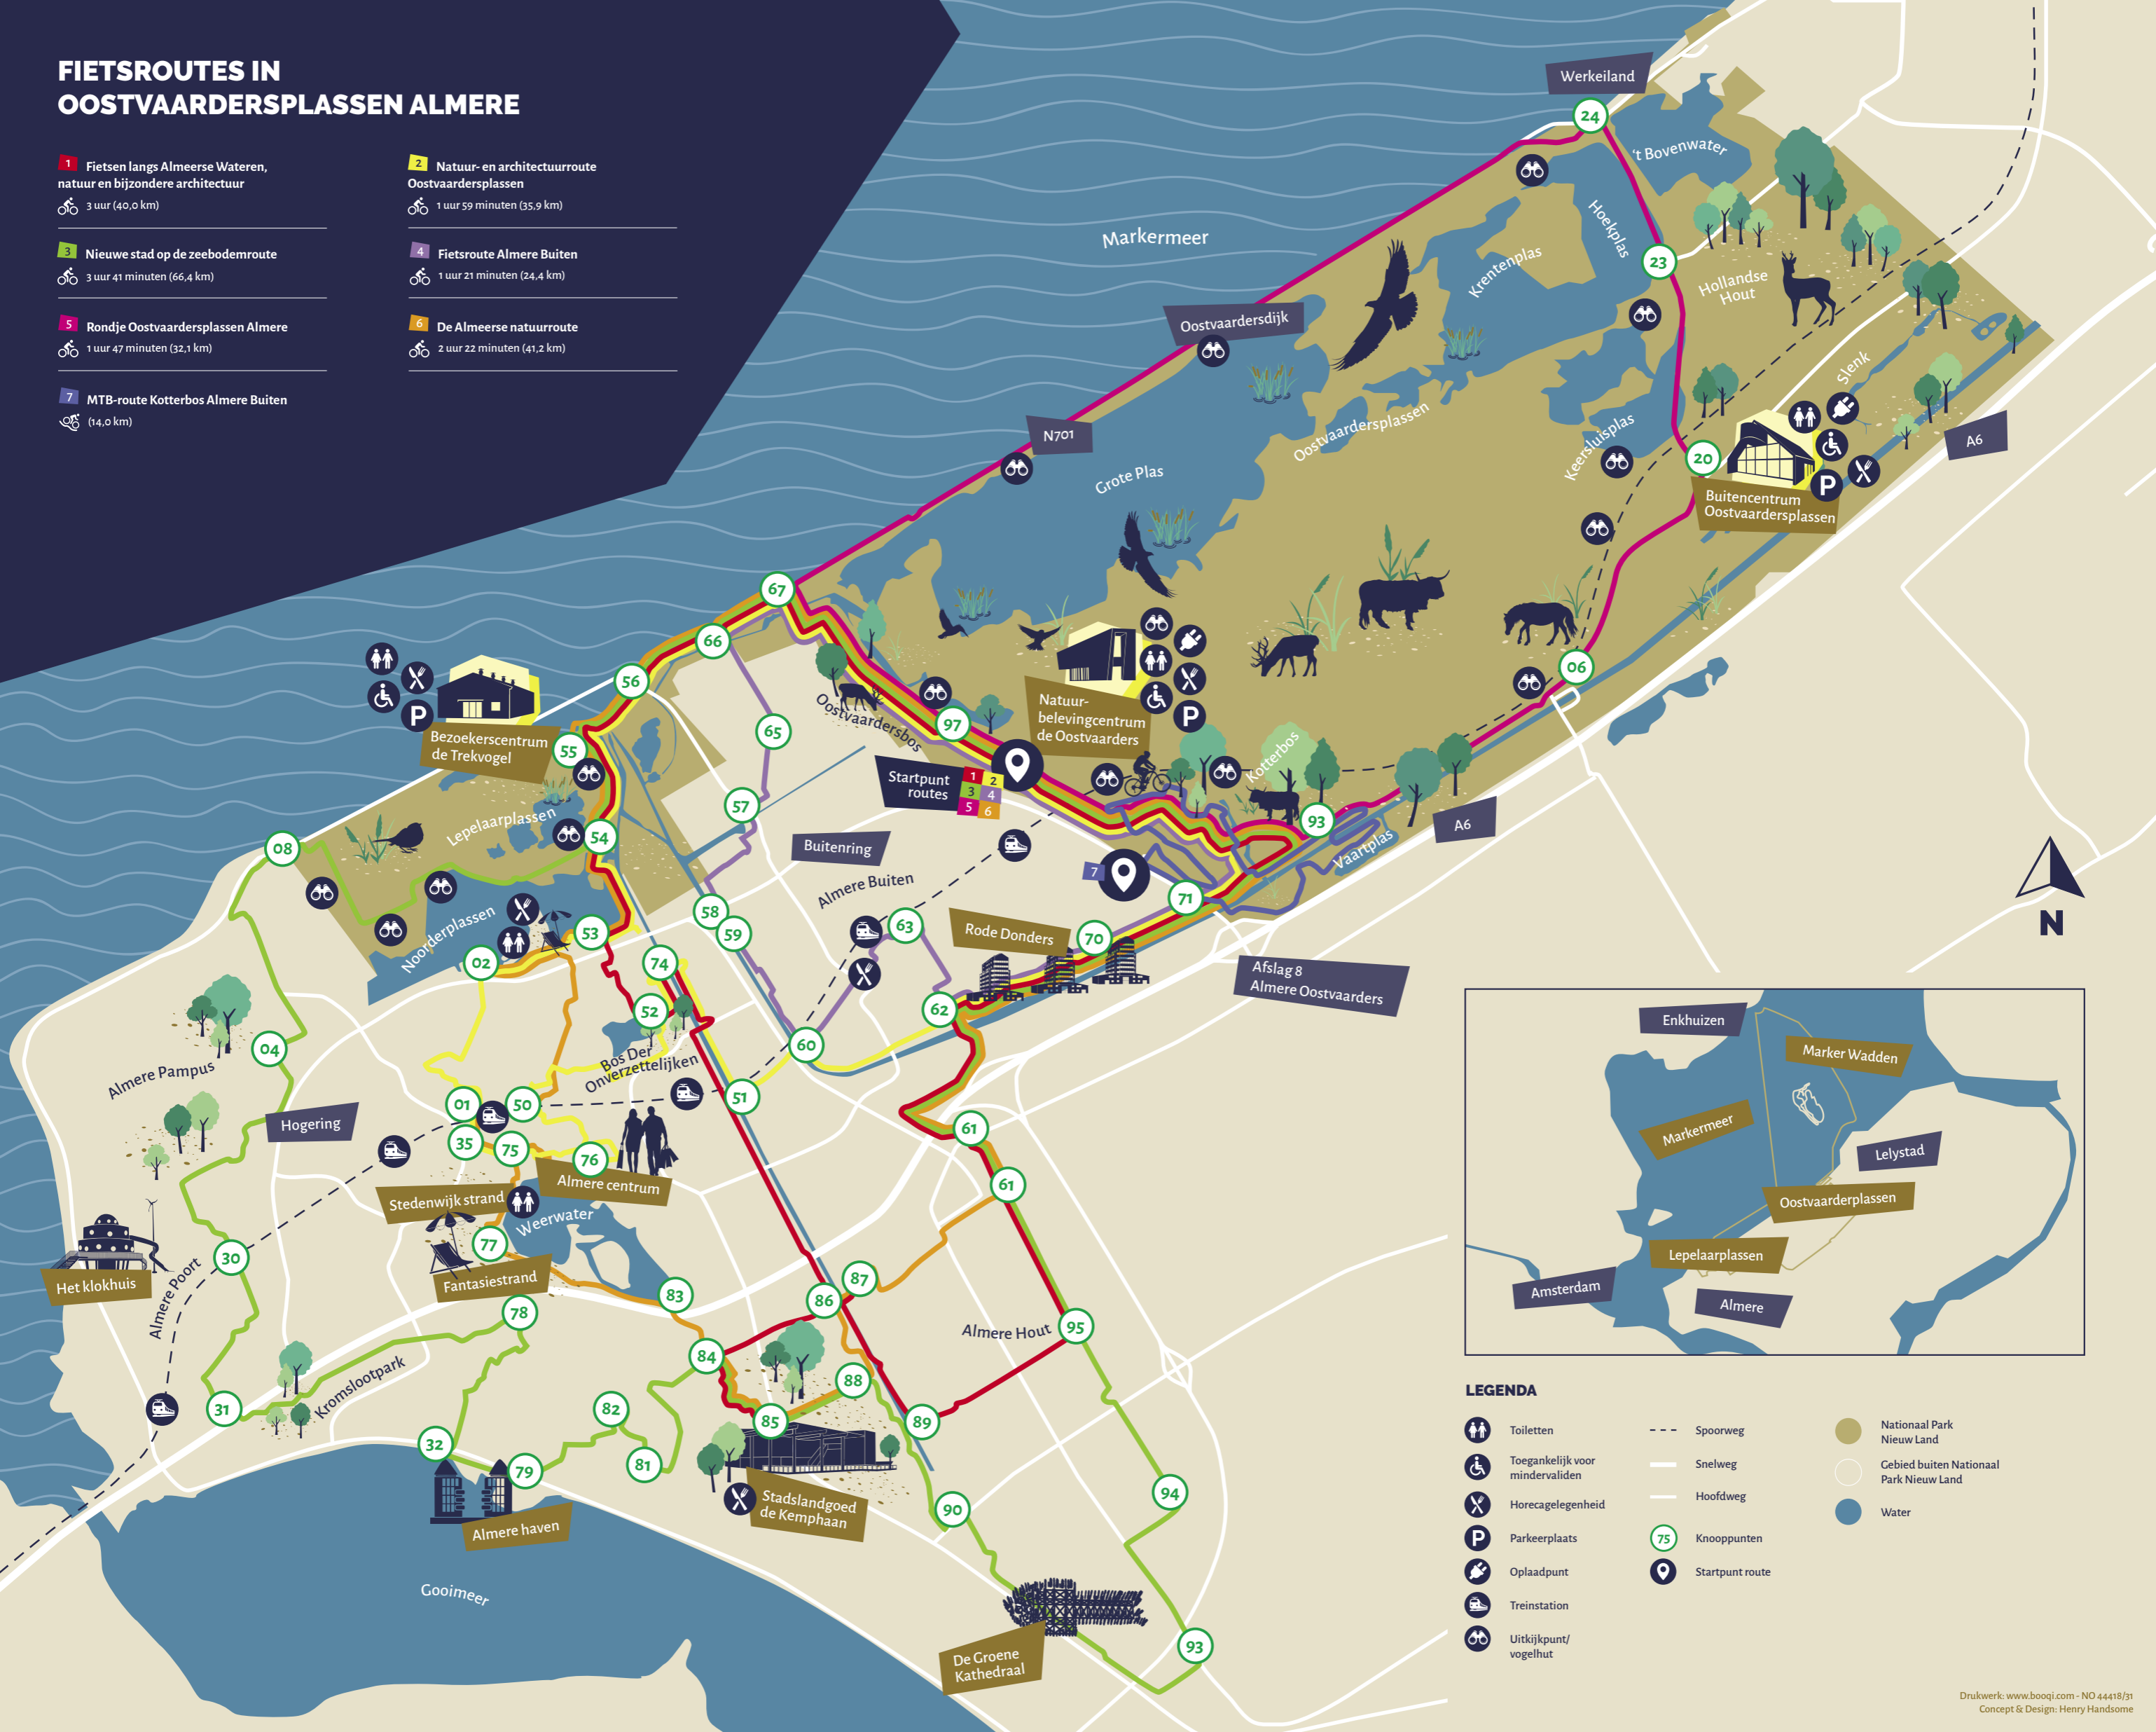 FIETSROUTES IN
OOSTVAARDERSPLASSEN ALMERE
1 Fietsen langs Almeerse Wateren,
natuur en bijzondere architectuur
3 uur (40,0 km)
2 Natuur- en architectuurroute
Oostvaardersplassen
1 uur 59 minuten (35,9 km)
3 Nieuwe stad op de zeebodemroute
3 uur 41 minuten (66,4 km)
4 Fietsroute Almere Buiten
1 uur 21 minuten (24,4 km)
5 Rondje Oostvaardersplassen Almere
1 uur 47 minuten (32,1 km)
6 De Almeerse natuurroute
2 uur 22 minuten (41,2 km)
7 MTB-route Kotterbos Almere Buiten
(14,0 km)
Werkeiland
24
't Bovenwater
Hoekplas
Markermeer
Krentenplas
23
Hollandse
Hout
Oostvaardersdijk
Slenk
N701
Oostvaardersplassen
Keersluisplas
A6
Grote Plas
20
P
Buitencentrum
Oostvaardersplassen
67
66
56
06
Natuur-
belevingcentrum
de Oostvaarders
P
P
Bezoekerscentrum
de Trekvogel
55
65
Oostvaardersbos
97
Startpunt
routes
1 2
3 4
5 6
Kotterbos
57
93
A6
Vaartplas
Lepelaarplassen
54
08
Buitenring
7
Almere Buiten
71
58
59
63
Rode Donders
70
Noorderplassen
53
02
74
Afslag 8
Almere Oostvaarders
52
62
04
60
Bos Der
Onverzettelijken
Almere Pampus
51
01
50
Hogering
35
75
76
61
Almere centrum
61
Stedenwijk strand
Weerwater
77
30
Het klokhuis
Almere Poort
Fantasiestrand
83
87
86
78
95
Almere Hout
84
Kromslootpark
88
31
82
85
89
32
79
81
Stadslandgoed
de Kemphaan
90
94
Almere haven
Gooimeer
93
De Groene
Kathedraal
N
Enkhuizen
Marker Wadden
Markermeer
Lelystad
Oostvaarderplassen
Lepelaarplassen
Amsterdam
Almere
LEGENDA
Toiletten
Toegankelijk voor
mindervaliden
Horecagelegenheid
P Parkeerplaats
Oplaadpunt
Treinstation
Uitkijkpunt/
vogelhut
Spoorweg
Snelweg
Hoofdweg
75 Knooppunten
Startpunt route
Nationaal Park
Nieuw Land
Gebied buiten Nationaal
Park Nieuw Land
Water
Drukwerk: www.booqi.com - NO 44418/31
Concept & Design: Henry Handsome